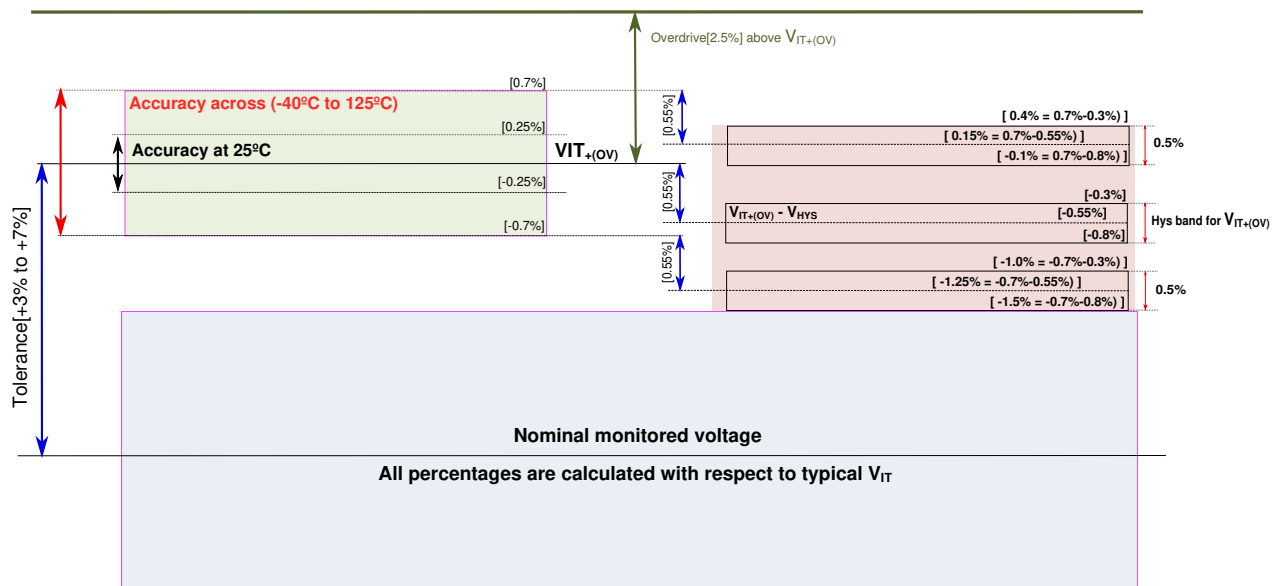 Overdrive[2.5%] above VIT+(OV)
[0.7%]
Accuracy across (-40ºC to 125ºC)
[0.25%]
Accuracy at 25ºC
VIT+(OV)
[-0.25%]
[-0.7%]
Tolerance[+3% to +7%]
[0.55%]
[0.55%]
[0.55%]
[ 0.4% = 0.7%-0.3%) ]
[ 0.15% = 0.7%-0.55%) ]
0.5%
[ -0.1% = 0.7%-0.8%) ]
[-0.3%]
VIT+(OV) - VHYS
[-0.55%]
Hys band for VIT+(OV)
[-0.8%]
[ -1.0% = -0.7%-0.3%) ]
[ -1.25% = -0.7%-0.55%) ]
0.5%
[ -1.5% = -0.7%-0.8%) ]
Nominal monitored voltage
All percentages are calculated with respect to typical VIT